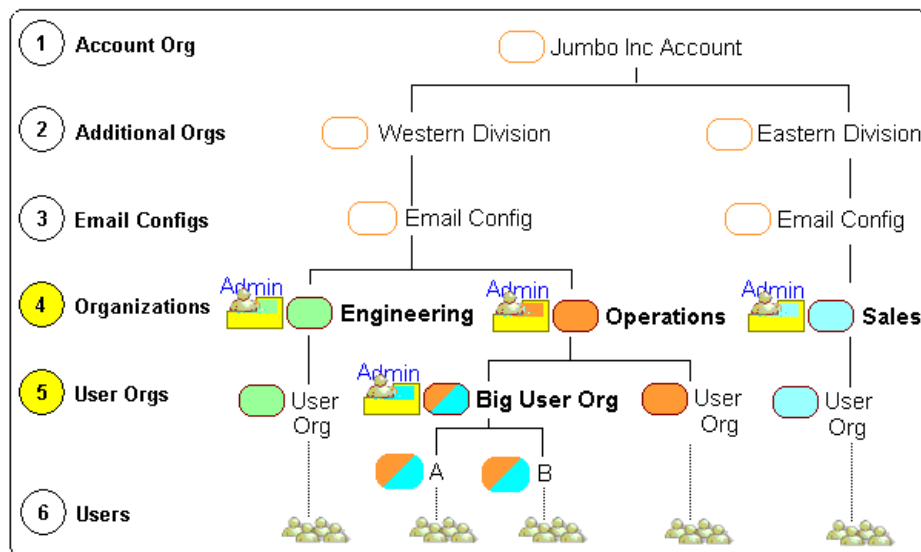 1 Account Org
Jumbo Inc Account
2 Additional Orgs
Western Division
Eastern Division
3 Email Configs
Email Config
Email Config
4 Organizations
Admin
Engineering
Admin
Operations
Admin
Sales
5 User Orgs
User
Org
Admin
Big User Org
User
Org
User
Org
A
B
6 Users